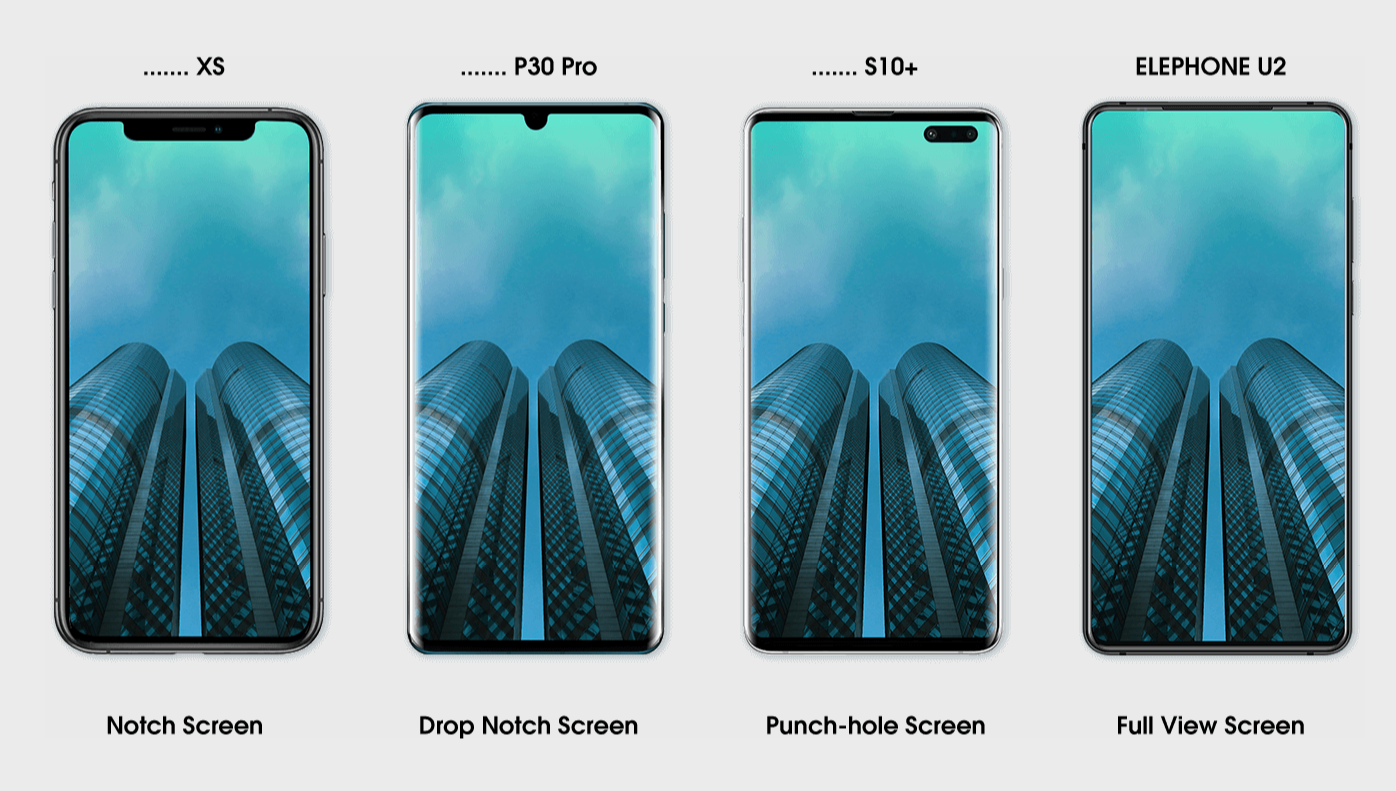 ....... XS
....... P30 Pro
....... S10+
ELEPHONE U2
Notch Screen
Drop Notch Screen
Punch-hole Screen
Full View Screen